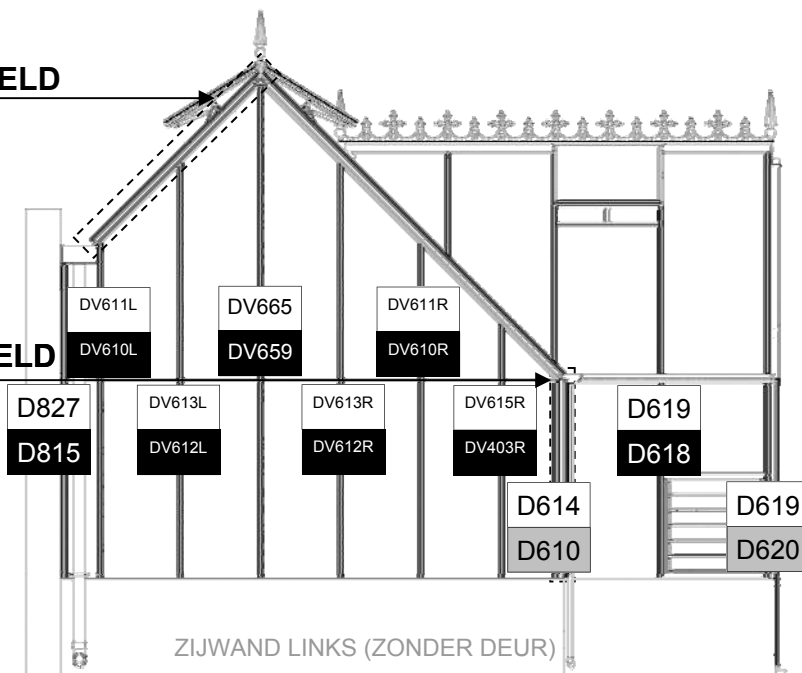 ELD
DV611L
DV610L
DV665
DV659
DV611R
DV610R
ELD
D827
D815
DV613L
DV612L
DV613R
DV612R
DV615R
DV403R
D619
D618
D614
D610
D619
D620
ZIJWAND LINKS (ZONDER DEUR)